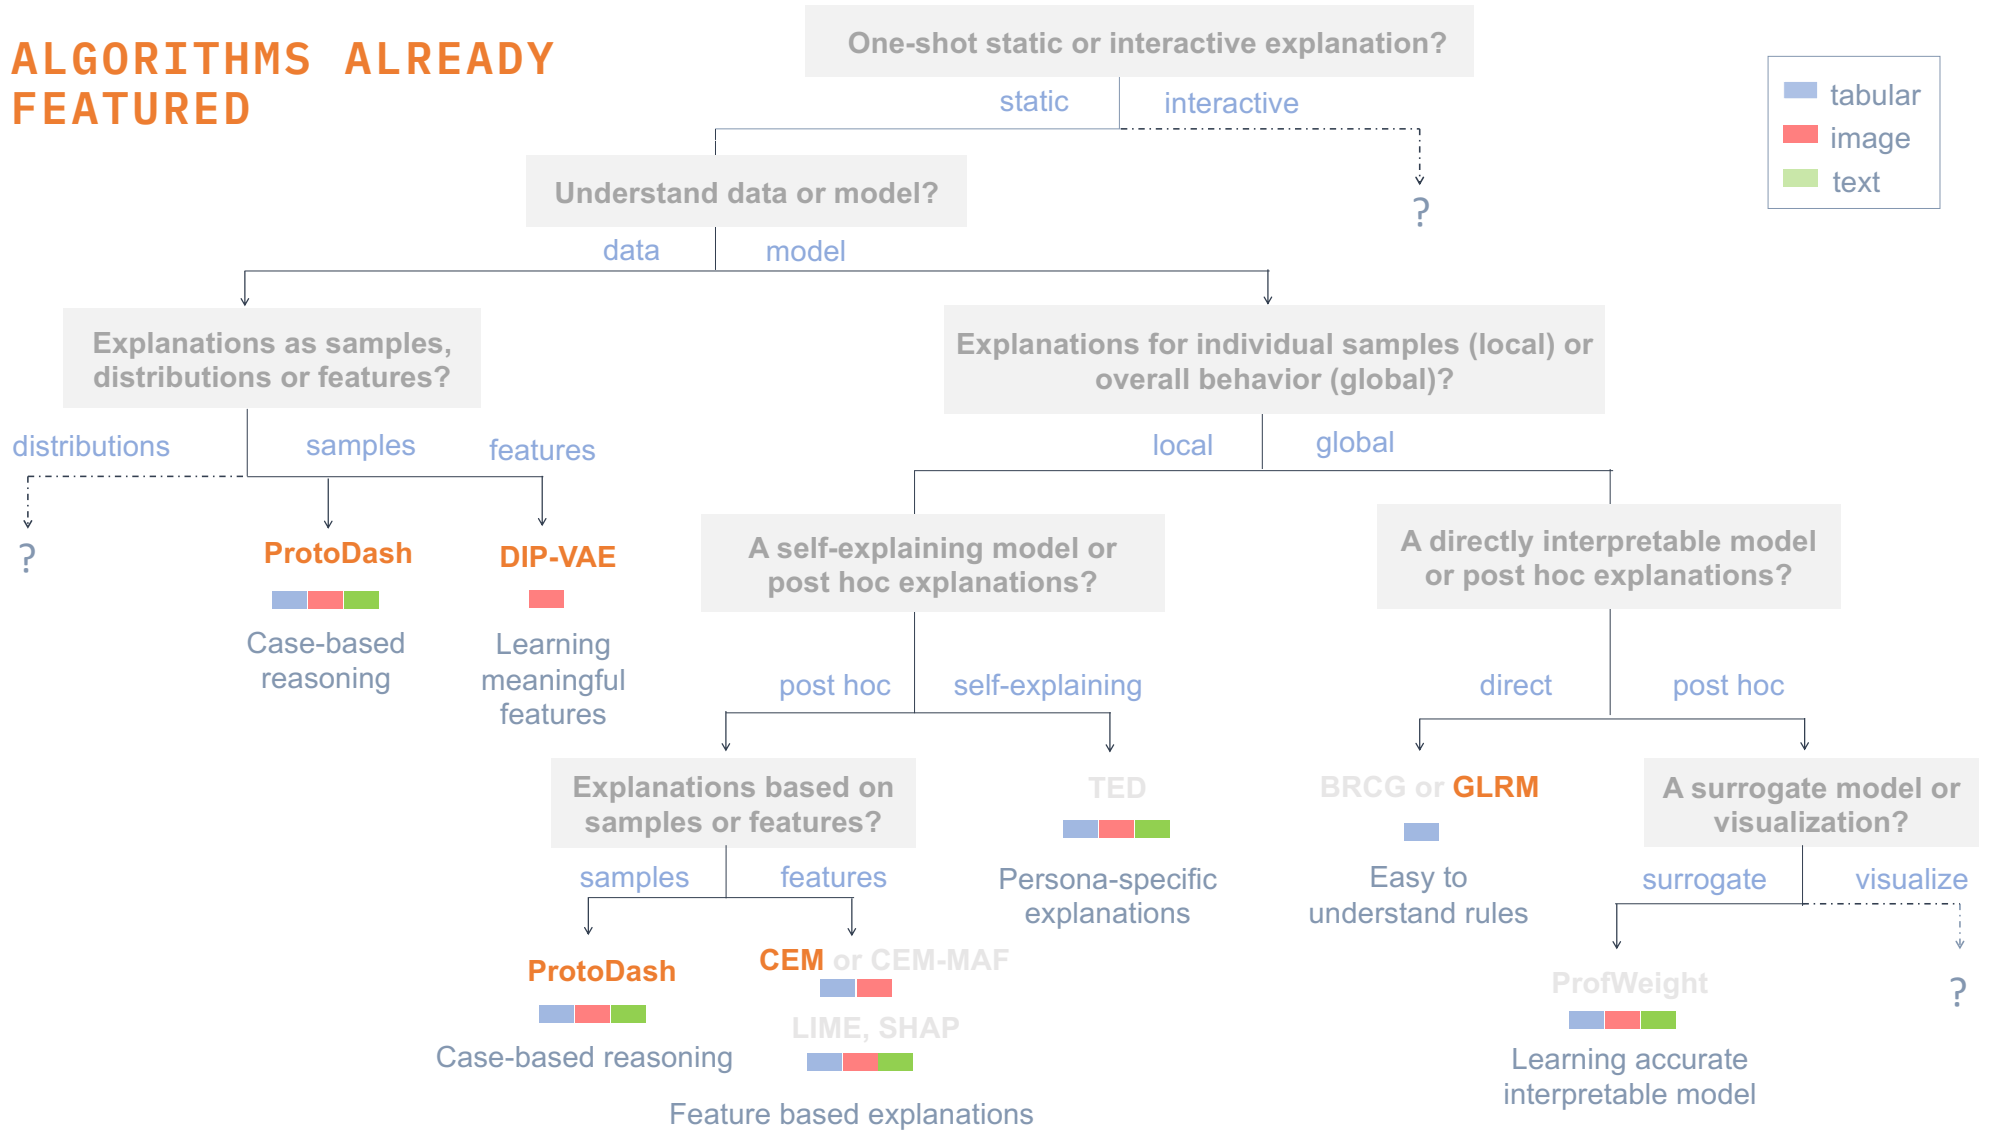 ALGORITHMS ALREADY
FEATURED
One-shot static or interactive explanation?
static
interactive
tabular
image
text
Understand data or model?
?
data
model
Explanations as samples,
distributions or features?
Explanations for individual samples (local) or
overall behavior (global)?
distributions
samples
features
local
global
?
ProtoDash
Case-based
reasoning
DIP-VAE
Learning
meaningful
features
A self-explaining model or
post hoc explanations?
A directly interpretable model
or post hoc explanations?
post hoc
self-explaining
direct
post hoc
Explanations based on
samples or features?
TED
Persona-specific
explanations
BRCG or GLRM
Easy to
understand rules
A surrogate model or
visualization?
samples
features
surrogate
visualize
ProtoDash
Case-based reasoning
CEM or CEM-MAF
LIME, SHAP
Feature based explanations
ProfWeight
Learning accurate
interpretable model
?